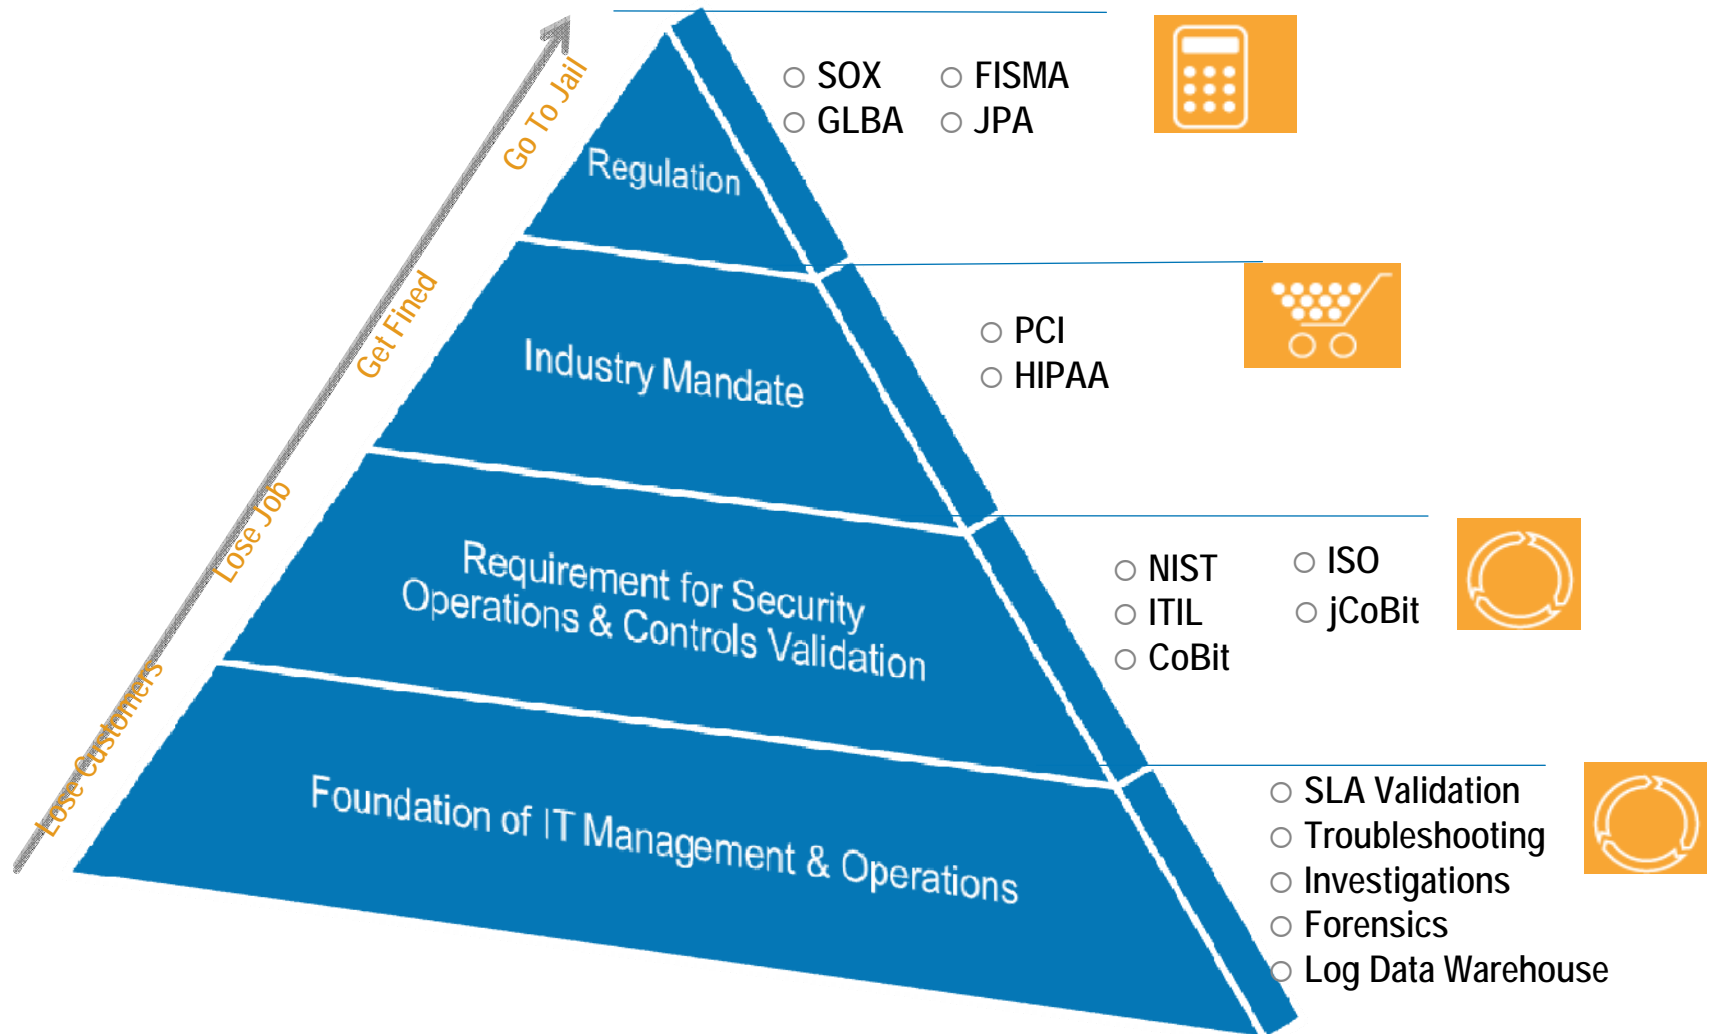 Go To Jail
Get Fined
Lose Job
Lose Customers
Regulation
SOX
FISMA
GLBA
JPA
Industry Mandate
PCI
HIPAA
Requirement for Security
Operations & Controls Validation
NIST
ISO
ITIL
jCoBit
CoBit
Foundation of IT Management & Operations
SLA Validation
Troubleshooting
Investigations
Forensics
Log Data Warehouse